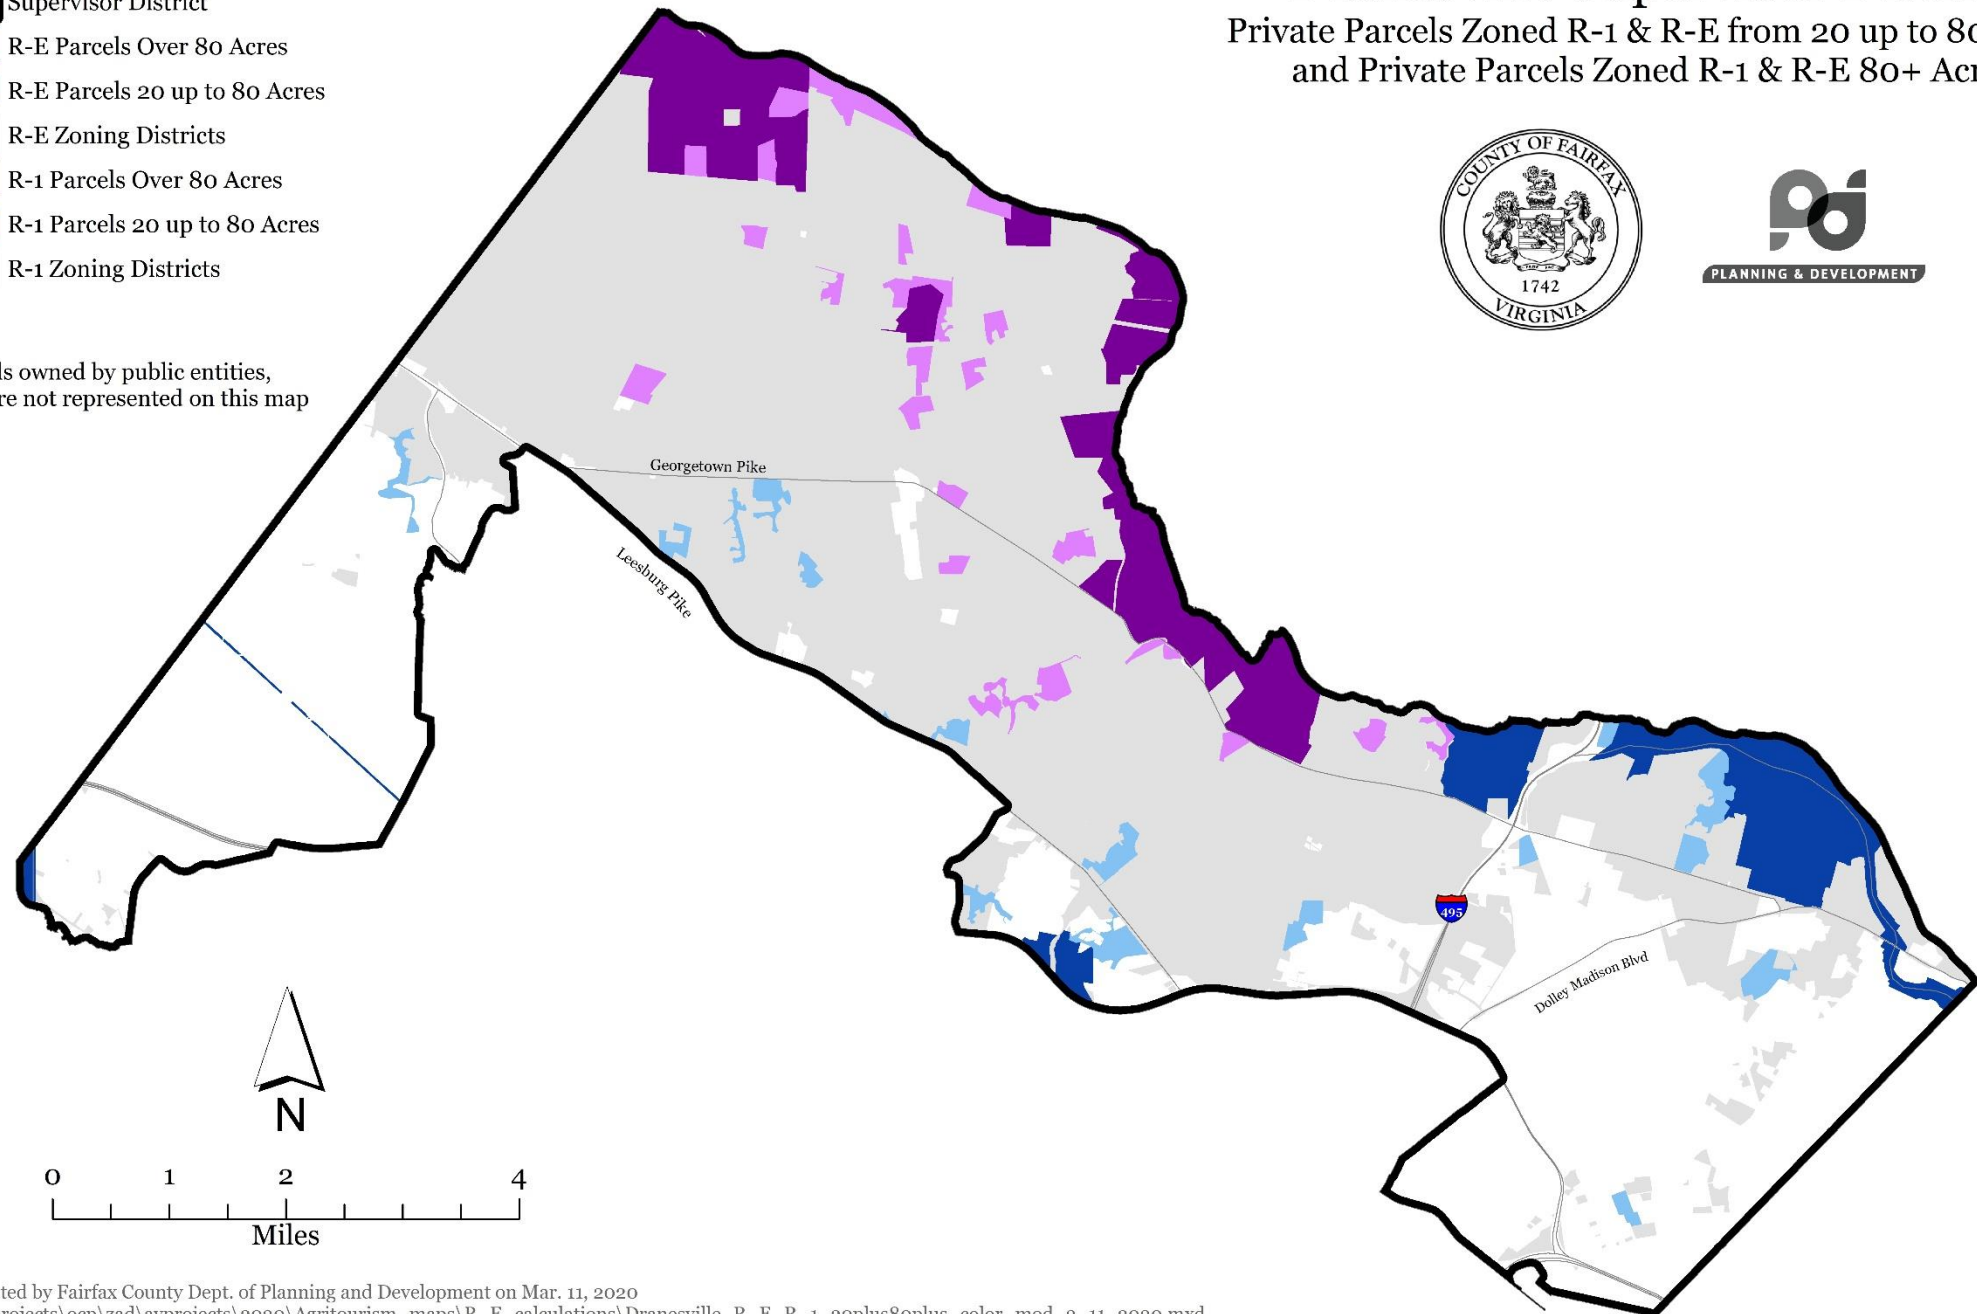 Supervisor District
R-E Parcels Over 80 Acres
R-E Parcels 20 up to 80 Acres
R-E Zoning Districts
R-1 Parcels Over 80 Acres
R-1 Parcels 20 up to 80 Acres
R-1 Zoning Districts
ls owned by public entities,
re not represented on this map
Private Parcels Zoned R-1 & R-E from 20 up to 80
and Private Parcels Zoned R-1 & R-E 80+ Acr
COUNTY OF FAIRFAX
1742
VIRGINIA
PLANNING & DEVELOPMENT
Georgetown Pike
Leesburg Pike
495
Dolley Madison Blvd
N
0 1 2 4
Miles
ted by Fairfax County Dept. of Planning and Development on Mar. 11, 2020